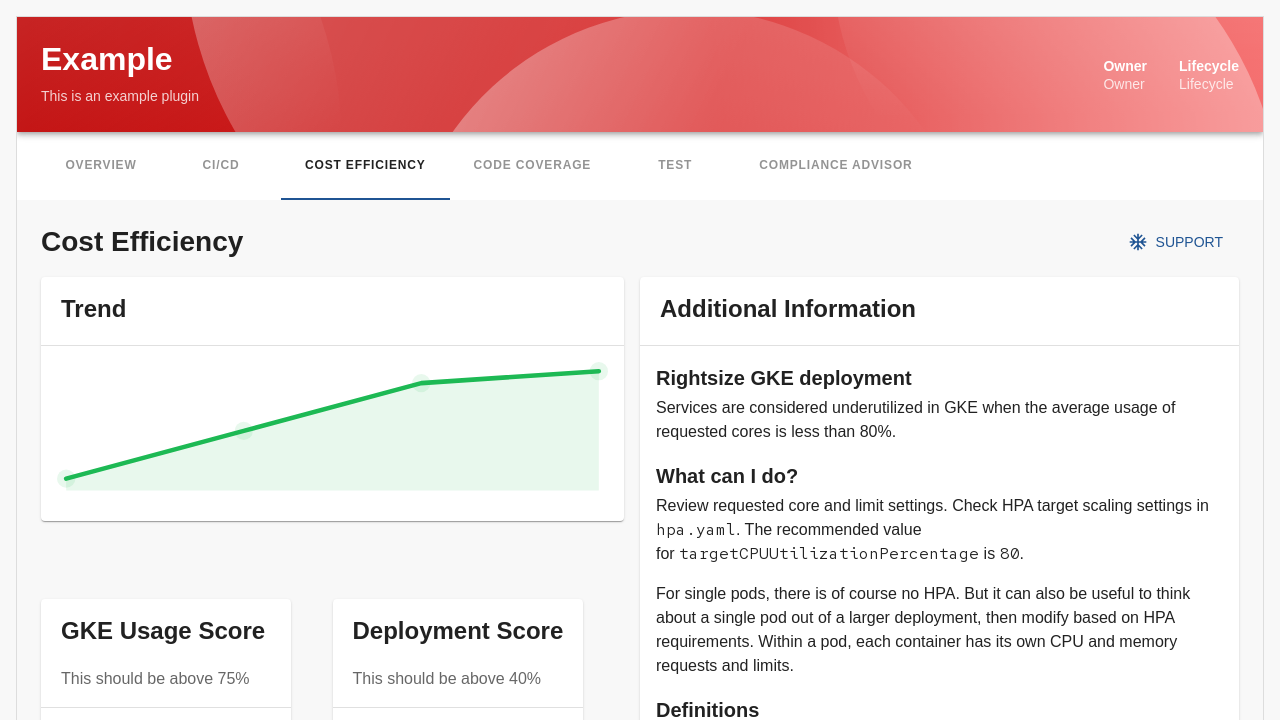 Example
This is an example plugin
Owner
Owner
Lifecycle
Lifecycle
OVERVIEW
CI/CD
COST EFFICIENCY
CODE COVERAGE
TEST
COMPLIANCE ADVISOR
Cost Efficiency
SUPPORT
Trend
GKE Usage Score
This should be above 75%
Deployment Score
This should be above 40%
Additional Information
Rightsize GKE deployment
Services are considered underutilized in GKE when the average usage of
requested cores is less than 80%.
What can I do?
Review requested core and limit settings. Check HPA target scaling settings in
hpa.yaml. The recommended value
for targetCPUUtilizationPercentage is 80.
For single pods, there is of course no HPA. But it can also be useful to think
about a single pod out of a larger deployment, then modify based on HPA
requirements. Within a pod, each container has its own CPU and memory
requests and limits.
Definitions